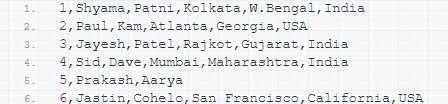 1. 1,Shyama,Patni,Kolkata,W.Bengal,India
2. 2,Paul,Kam,Atlanta,Georgia,USA
3. 3,Jayesh,Patel,Rajkot,Gujarat,India
4. 4,Sid,Dave,Mumbai,Maharashtra,India
5. 5,Prakash,Aarya
6. 6,Jastin,Cohelo,San Francisco,California,USA